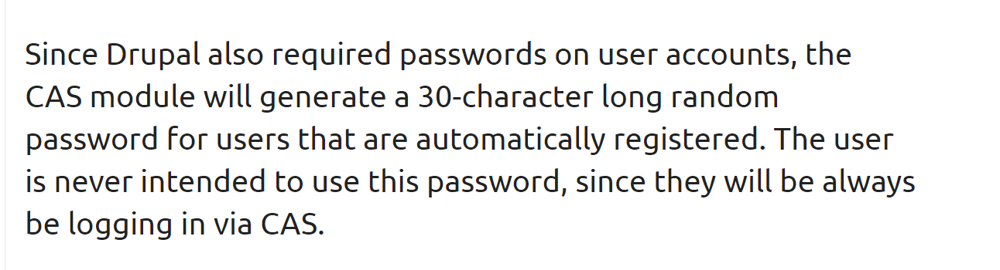 Since Drupal also required passwords on user accounts, the
CAS module will generate a 30-character long random
password for users that are automatically registered. The user
is never intended to use this password, since they will be always
be logging in via CAS.